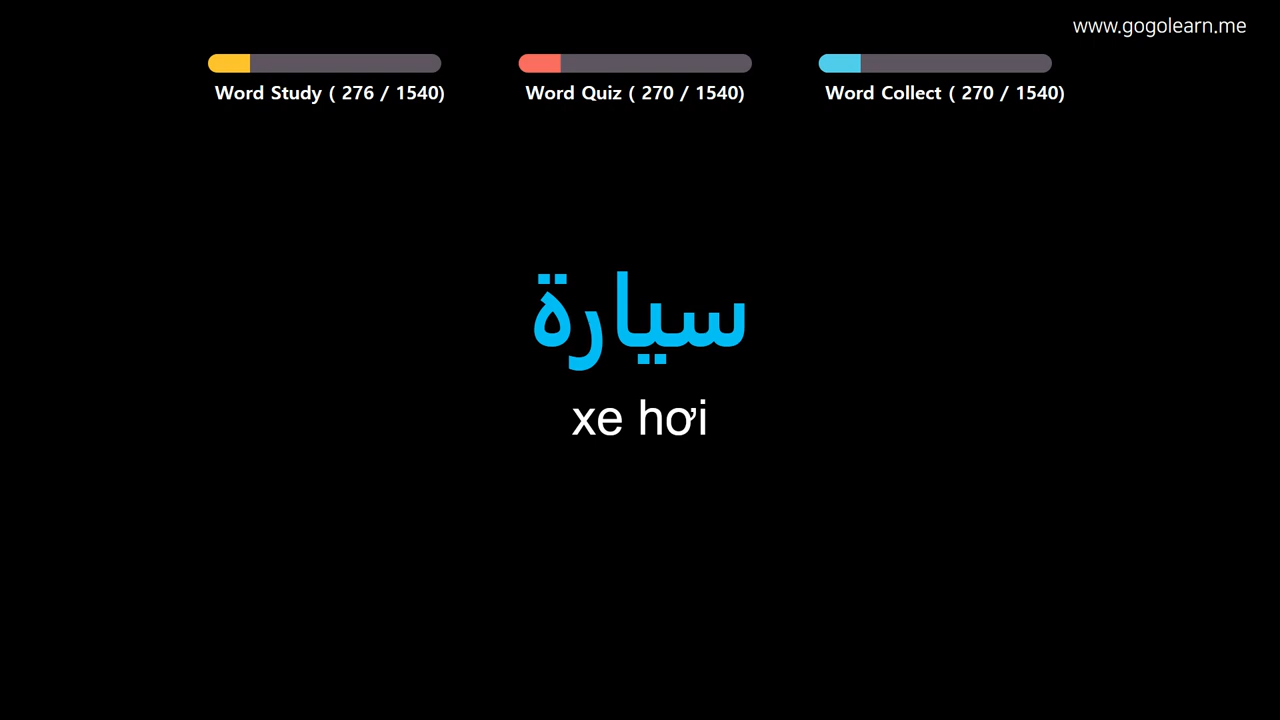 www.gogolearn.me
Word Study ( 276 / 1540)
Word Quiz ( 270 / 1540)
Word Collect ( 270 / 1540)
سيارة
xe hơi